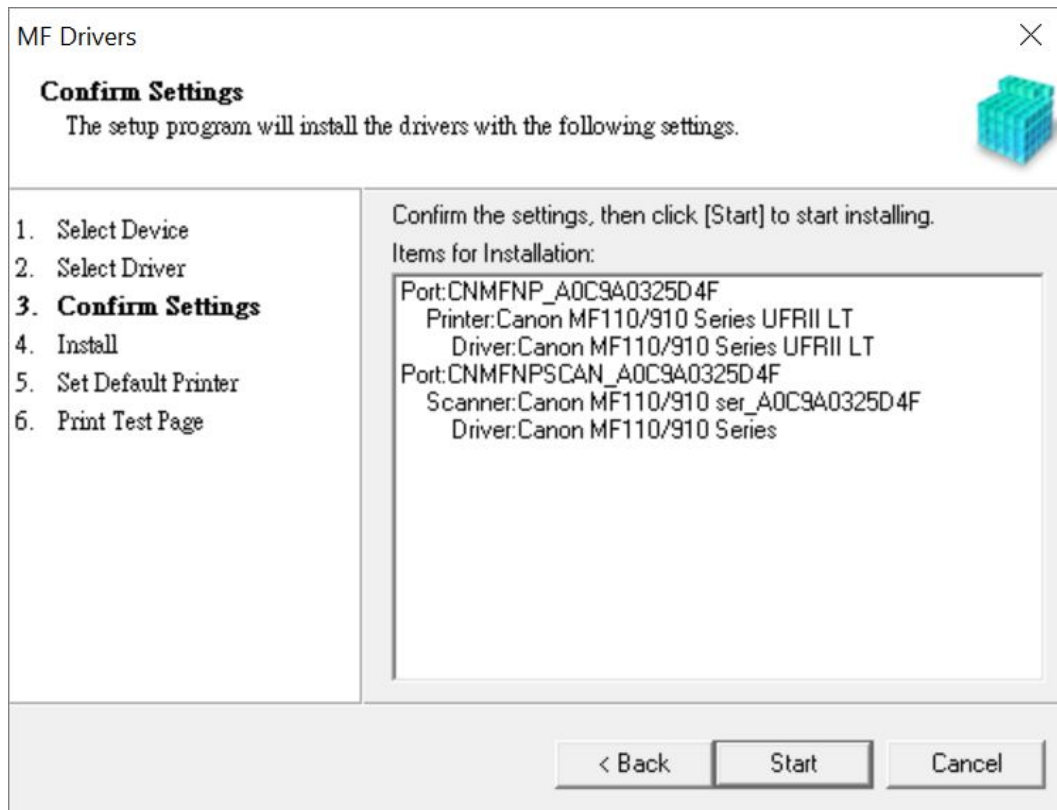 MF Drivers
Confirm Settings
The setup program will install the drivers with the following settings.
1. Select Device
2. Select Driver
3. Confirm Settings
4. Install
5. Set Default Printer
6. Print Test Page
Confirm the settings, then click [Start] to start installing.
Items for Installation:
Port:CNMFNP_A0C9A0325D4F
Printer:Canon MF110/910 Series UFRII LT
Driver:Canon MF110/910 Series UFRII LT
Port:CNMFNPSCAN_A0C9A0325D4F
Scanner:Canon MF110/910 ser_A0C9A0325D4F
Driver:Canon MF110/910 Series
< Back
Start
Cancel